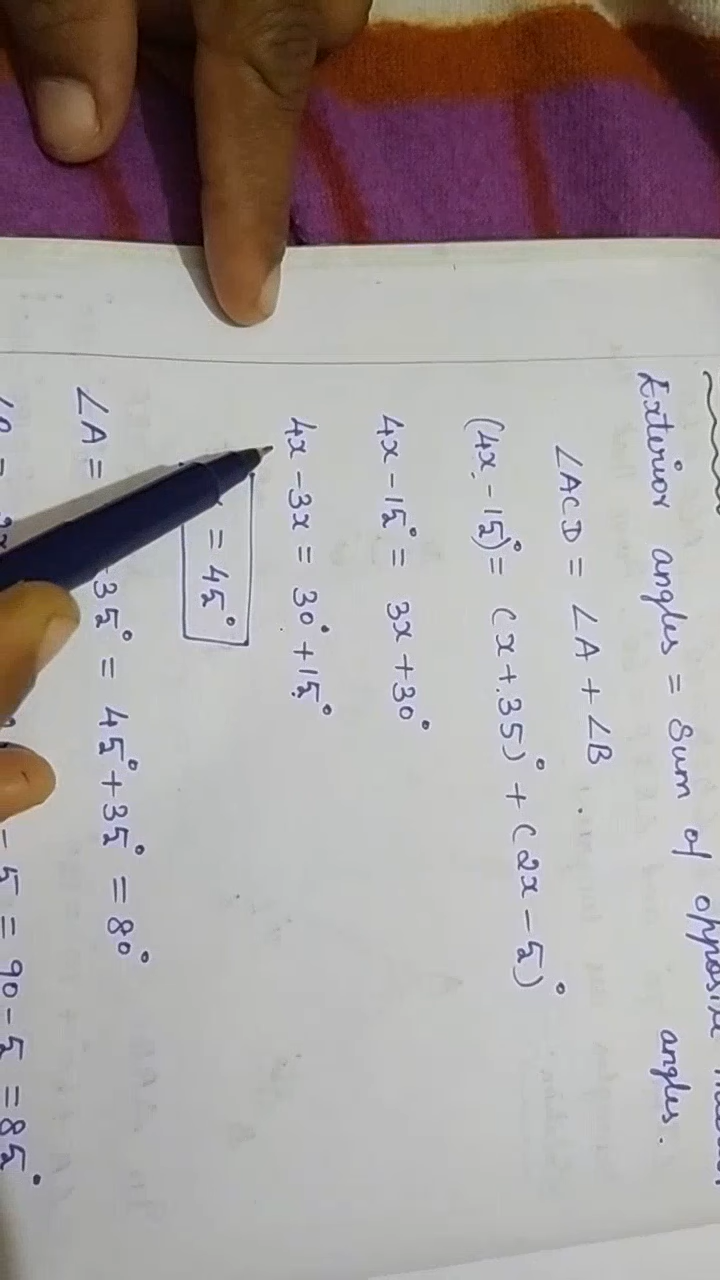 Exterior angles = Sum of opposite
angles.
∠ACD = ∠A + ∠B
(4x - 15)° = (x + 35)° + (2x - 5)°
4x - 15° = 3x + 30°
4x - 3x = 30° + 15°
= 45°
∠A = 35° = 45° + 35° = 80°
- 5 = 90 - 5 = 85°